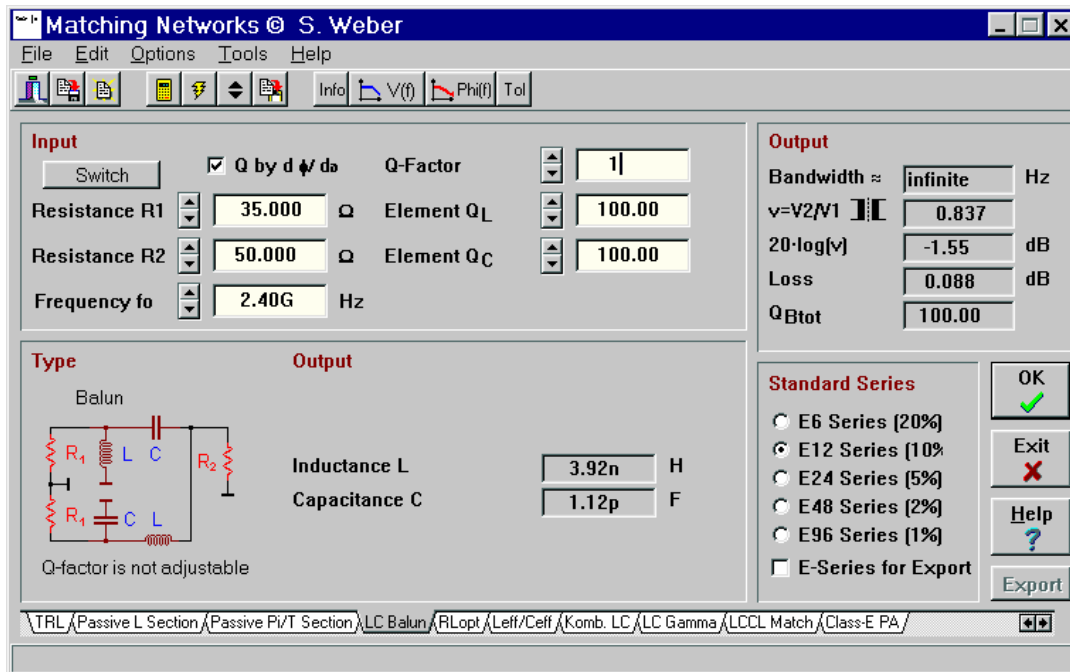 Matching Networks © S. Weber
File Edit Options Tools Help
Info V(f) Phi(f) Tol
Input
Switch
Q by d ϕ/ dω Q-Factor 1
Resistance R1 35.000 Ω Element QL 100.00
Resistance R2 50.000 Ω Element QC 100.00
Frequency fo 2.40G Hz
Output
Bandwidth ≈ infinite Hz
v=V2/V1 0.837
20·log(v) -1.55 dB
Loss 0.088 dB
QBtot 100.00
Type
Balun
R1 L C R2
R1 C L
Q-factor is not adjustable
Output
Inductance L 3.92n H
Capacitance C 1.12p F
Standard Series
E6 Series (20%)
E12 Series (10%
E24 Series (5%)
E48 Series (2%)
E96 Series (1%)
E-Series for Export
OK
Exit
Help
?
Export
TRL Passive L Section Passive Pi/T Section LC Balun RLopt Leff/Ceff Komb. LC LC Gamma LCCL Match Class-E PA